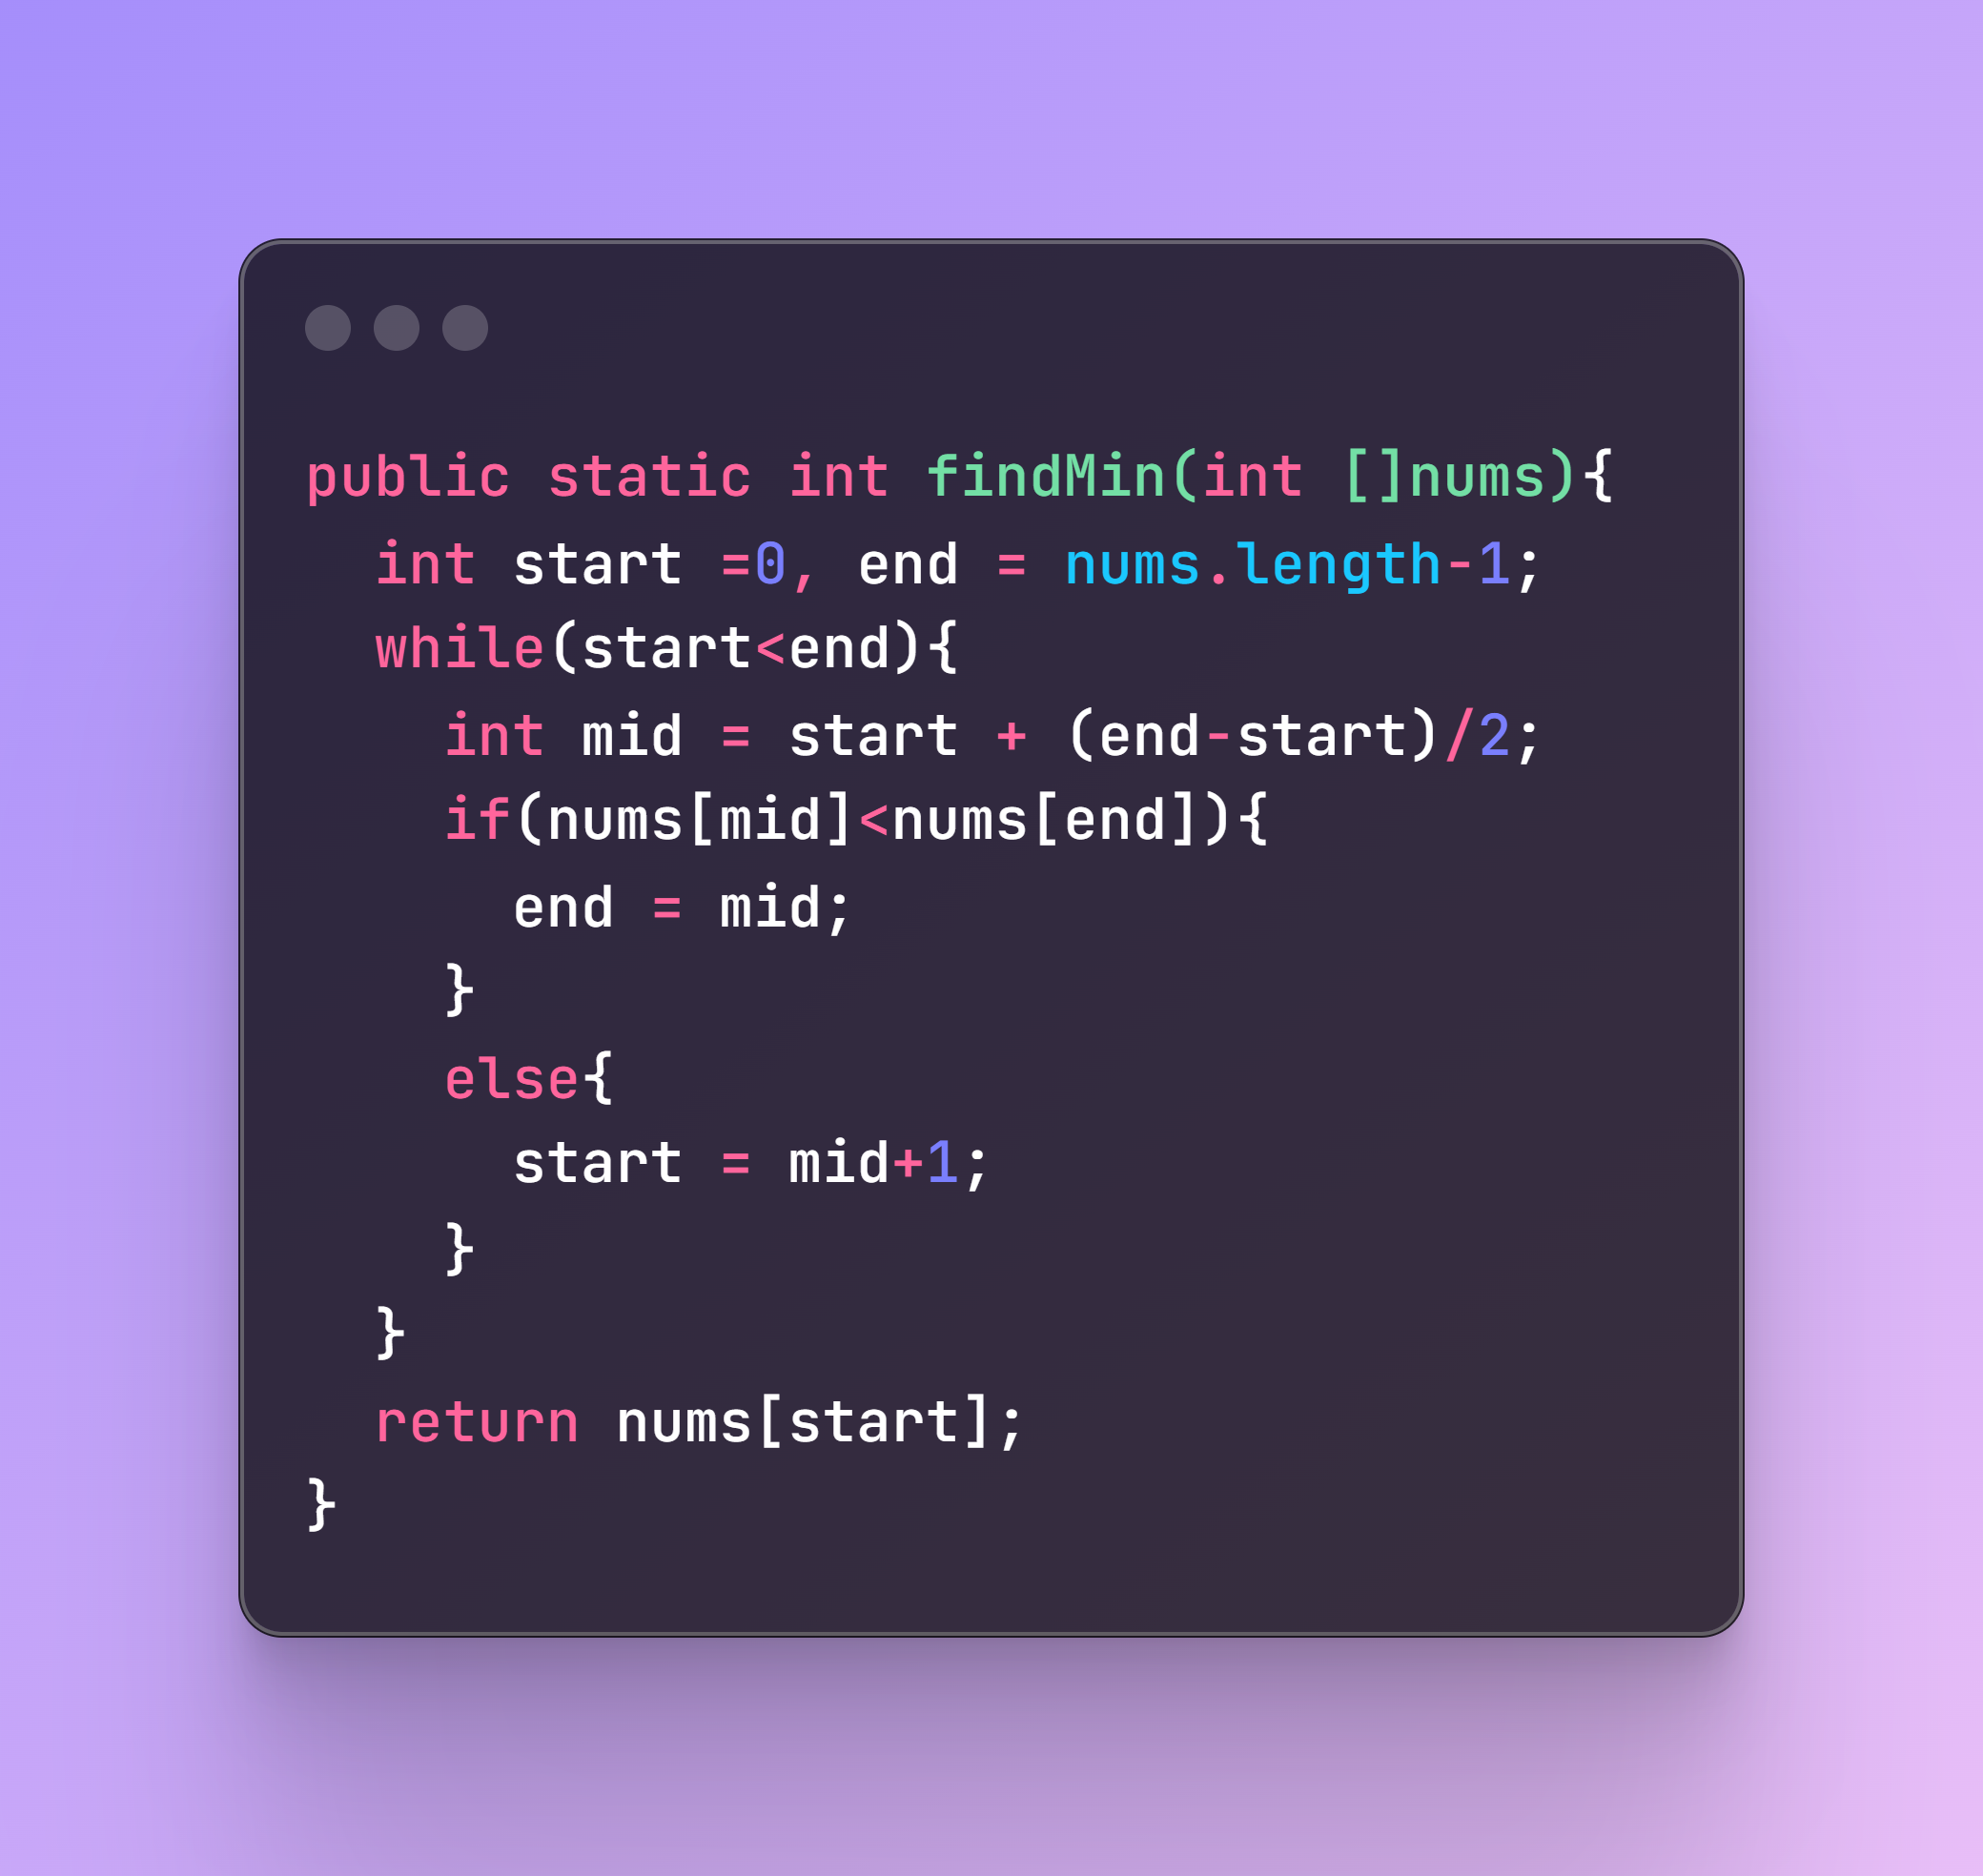 public static int findMin(int []nums){
  int start =0, end = nums.length-1;
  while(start<end){
    int mid = start + (end-start)/2;
    if(nums[mid]<nums[end]){
      end = mid;
    }
    else{
      start = mid+1;
    }
  }
  return nums[start];
}